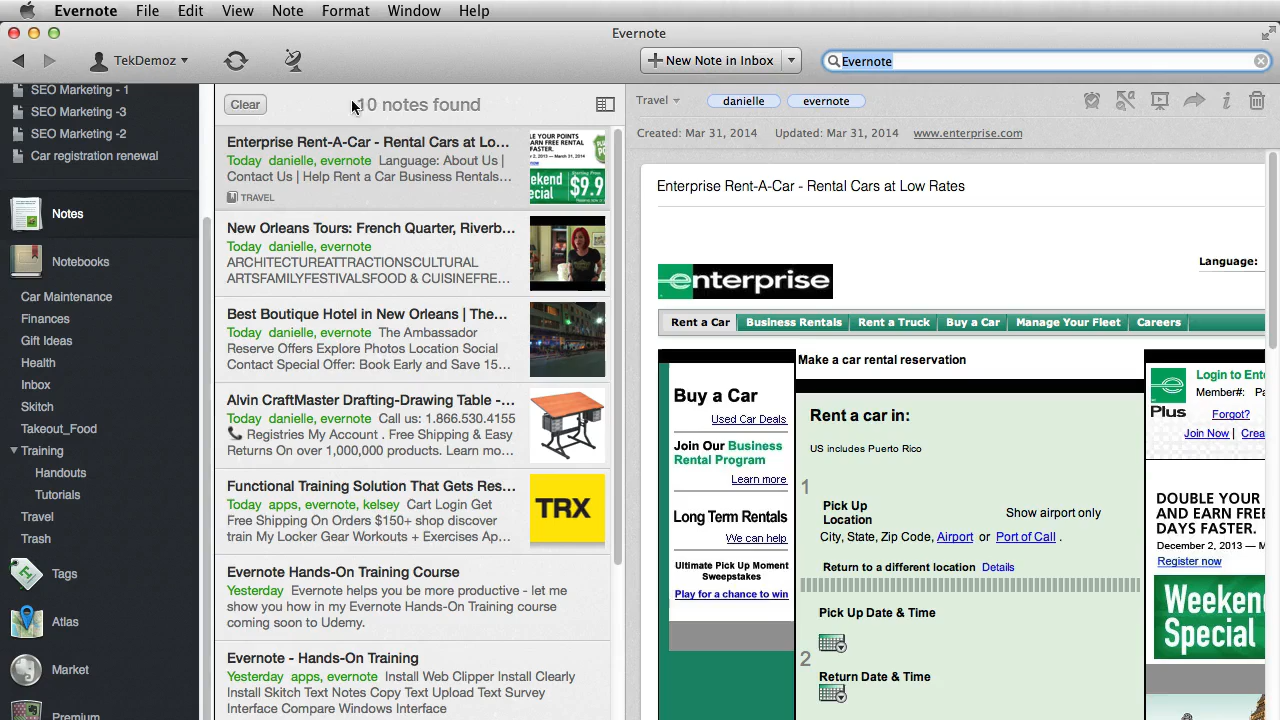 Evernote File Edit View Note Format Window Help
Evernote
TekDemoz
New Note in Inbox
Evernote
SEO Marketing - 1
SEO Marketing -3
SEO Marketing -2
Car registration renewal
Notes
Notebooks
Car Maintenance
Finances
Gift Ideas
Health
Inbox
Skitch
Takeout_Food
Training
Handouts
Tutorials
Travel
Trash
Tags
Atlas
Market
Premium
Clear
10 notes found
Enterprise Rent-A-Car - Rental Cars at Lo...
Today danielle, evernote Language: About Us |
Contact Us | Help Rent a Car Business Rentals...
TRAVEL
New Orleans Tours: French Quarter, Riverb...
Today danielle, evernote
ARCHITECTUREATTRACTIONSCULTURAL
ARTSFAMILYFESTIVALSFOOD & CUISINEFRE...
Best Boutique Hotel in New Orleans | The...
Today danielle, evernote The Ambassador
Reserve Offers Explore Photos Location Social
Contact Special Offer: Book Early and Save 15...
Alvin CraftMaster Drafting-Drawing Table -...
Today danielle, evernote Call us: 1.866.530.4155
Registries My Account . Free Shipping & Easy
Returns On over 1,000,000 products. Learn mo...
Functional Training Solution That Gets Res...
Today apps, evernote, kelsey Cart Login Get
Free Shipping On Orders $150+ shop discover
train My Locker Gear Workouts + Exercises Ap...
TRX
Evernote Hands-On Training Course
Yesterday Evernote helps you be more productive - let me
show you how in my Evernote Hands-On Training course
coming soon to Udemy.
Evernote - Hands-On Training
Yesterday apps, evernote Install Web Clipper Install Clearly
Install Skitch Text Notes Copy Text Upload Text Survey
Interface Compare Windows Interface
Travel danielle evernote
Created: Mar 31, 2014 Updated: Mar 31, 2014 www.enterprise.com
Enterprise Rent-A-Car - Rental Cars at Low Rates
enterprise
Language:
Rent a Car Business Rentals Rent a Truck Buy a Car Manage Your Fleet Careers
Buy a Car
Used Car Deals
Join Our Business
Rental Program
Learn more
Long Term Rentals
We can help
Ultimate Pick Up Moment
Sweepstakes
Play for a chance to win
Make a car rental reservation
Rent a car in:
US includes Puerto Rico
1
Pick Up
Location
Show airport only
City, State, Zip Code, Airport or Port of Call .
Return to a different location Details
Pick Up Date & Time
2
Return Date & Time
Login to Ente
Member#: Pa
Plus
Forgot?
Join Now | Crea
DOUBLE YOUR
AND EARN FREE
DAYS FASTER.
December 2, 2013 — M
Register now
Weeken
Special